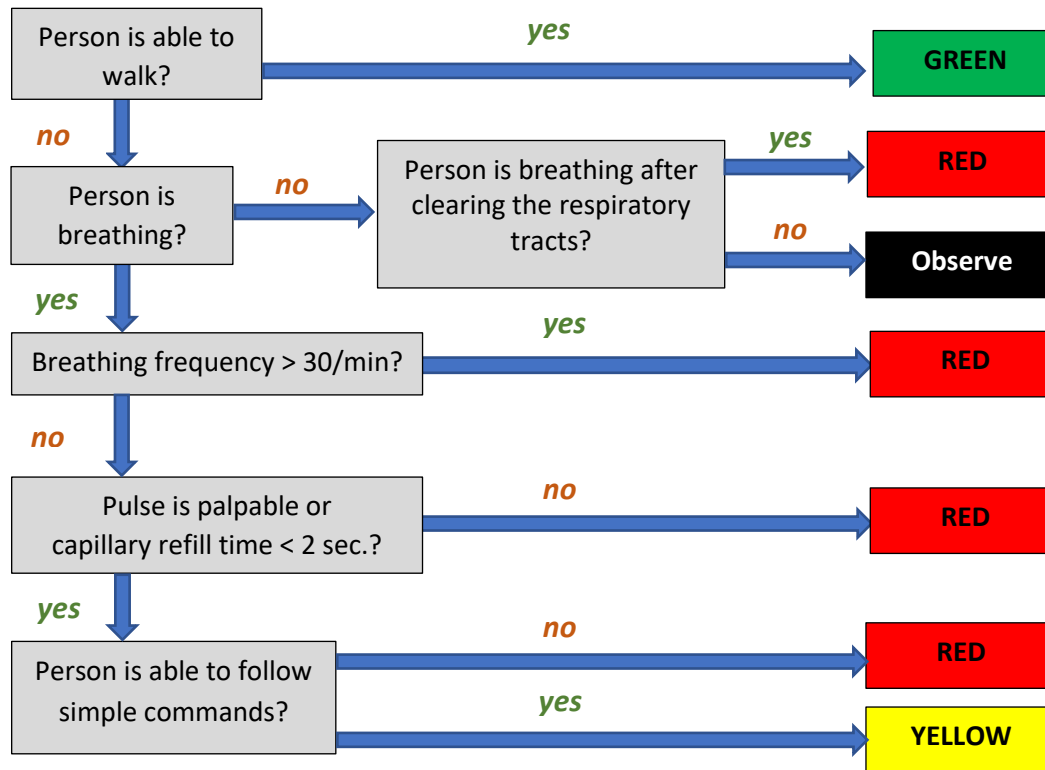 Person is able to
walk?
yes
GREEN
no
Person is
breathing?
no
Person is breathing after
clearing the respiratory
tracts?
yes
RED
no
Observe
yes
Breathing frequency > 30/min?
yes
RED
no
Pulse is palpable or
capillary refill time < 2 sec.?
no
RED
yes
Person is able to follow
simple commands?
no
RED
yes
YELLOW